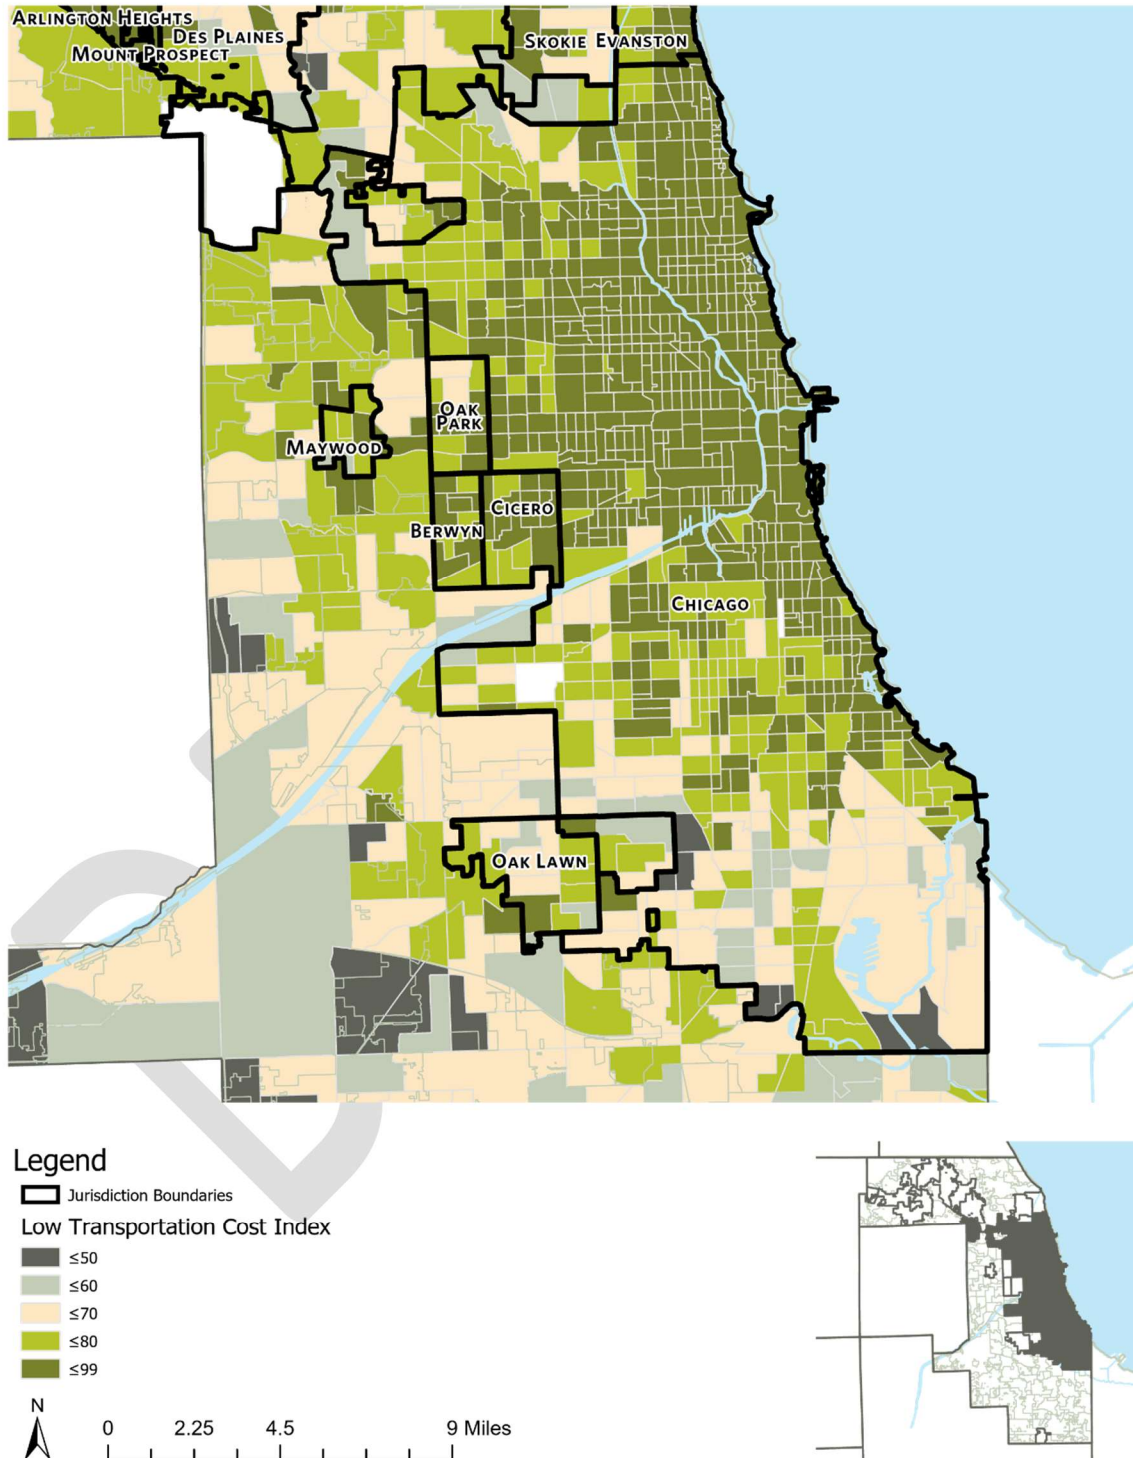 ARLINGTON HEIGHTS
DES PLAINES
MOUNT PROSPECT
SKOKIE EVANSTON
OAK
PARK
MAYWOOD
CICERO
BERWYN
CHICAGO
OAK LAWN
Legend
Jurisdiction Boundaries
Low Transportation Cost Index
≤50
≤60
≤70
≤80
≤99
N
0 2.25 4.5 9 Miles